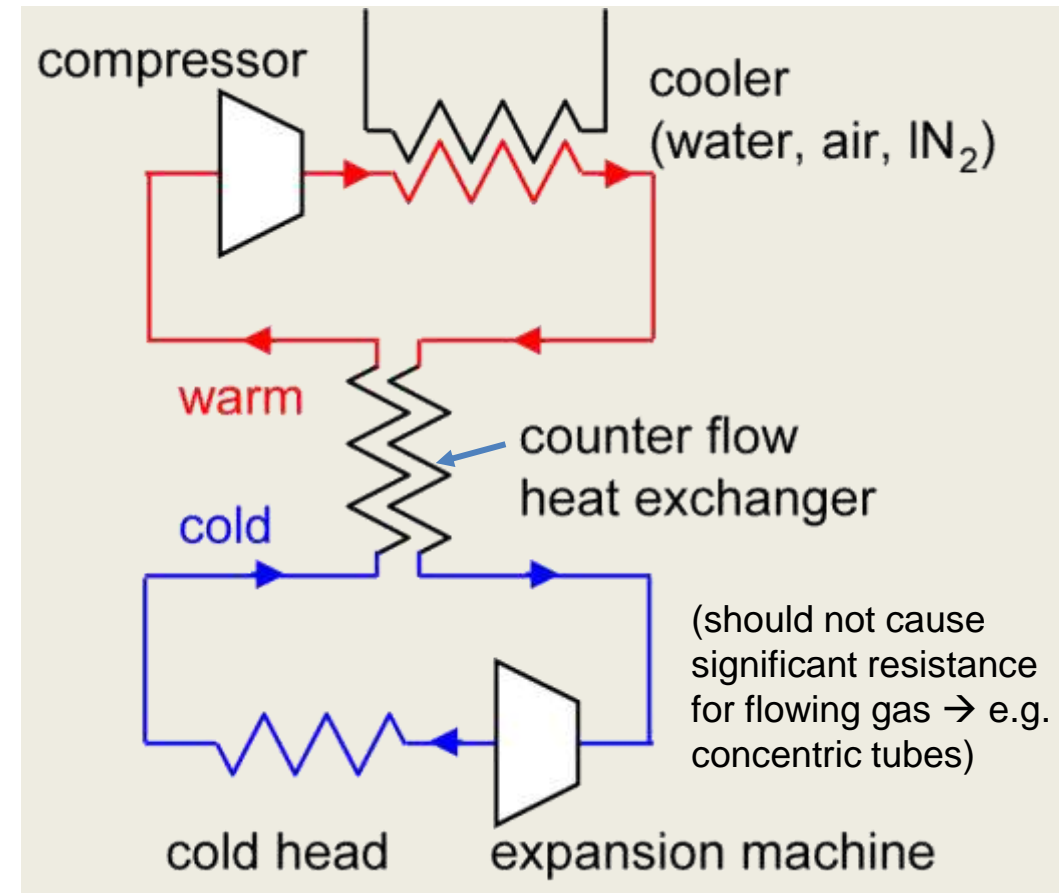 compressor
cooler
(water, air, IN₂)
warm
counter flow
heat exchanger
cold
(should not cause
significant resistance
for flowing gas → e.g.
concentric tubes)
cold head
expansion machine